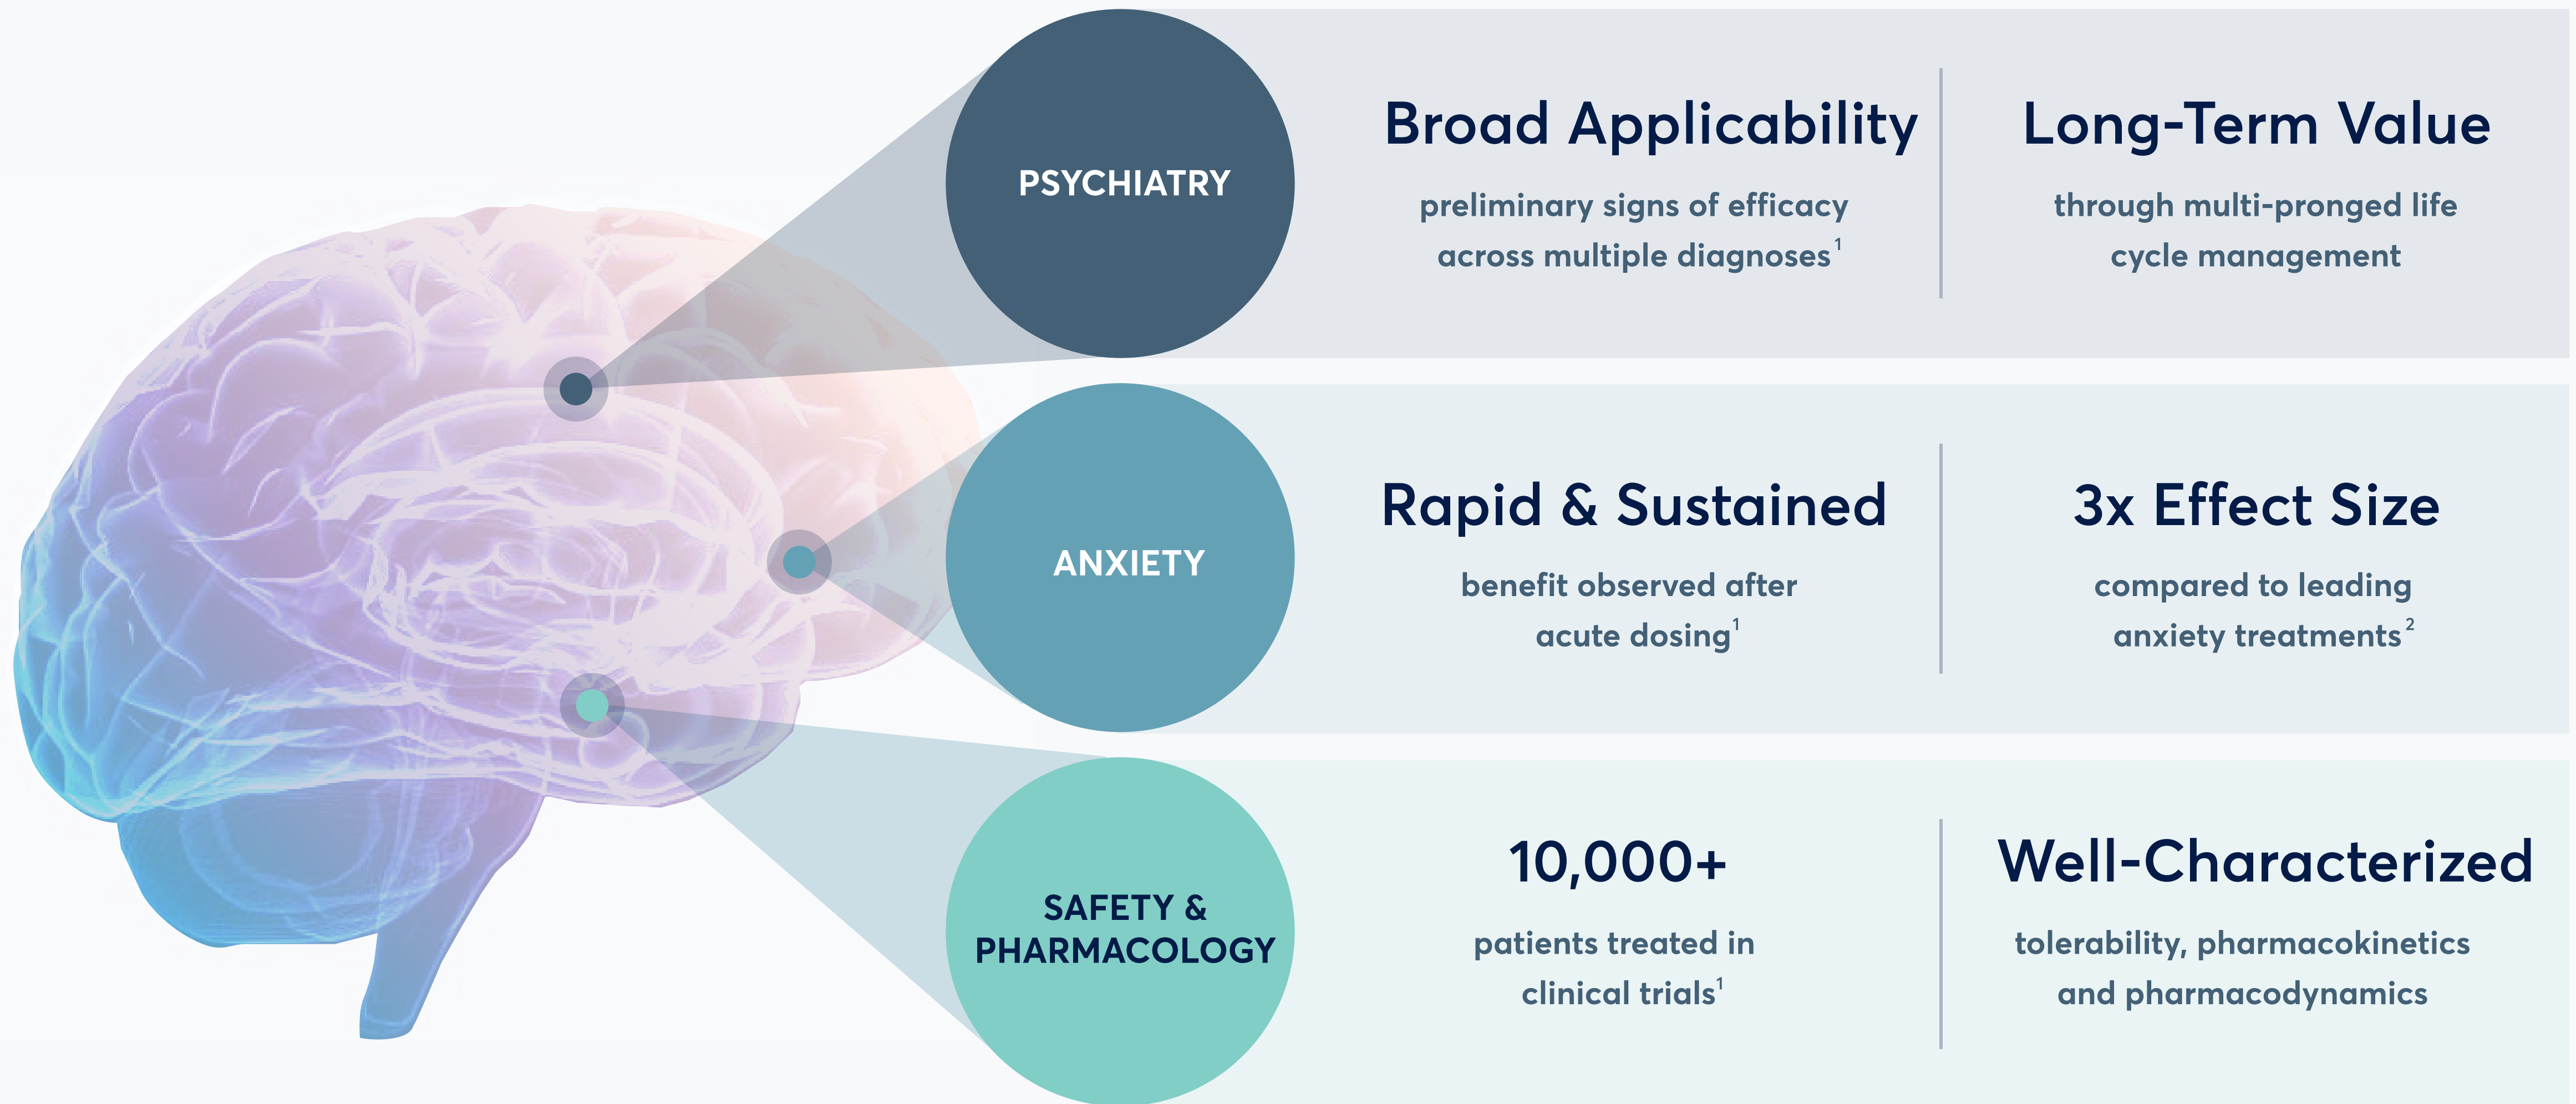 PSYCHIATRY
Broad Applicability
preliminary signs of efficacy
across multiple diagnoses¹
Long-Term Value
through multi-pronged life
cycle management
ANXIETY
Rapid & Sustained
benefit observed after
acute dosing¹
3x Effect Size
compared to leading
anxiety treatments²
SAFETY &
PHARMACOLOGY
10,000+
patients treated in
clinical trials¹
Well-Characterized
tolerability, pharmacokinetics
and pharmacodynamics